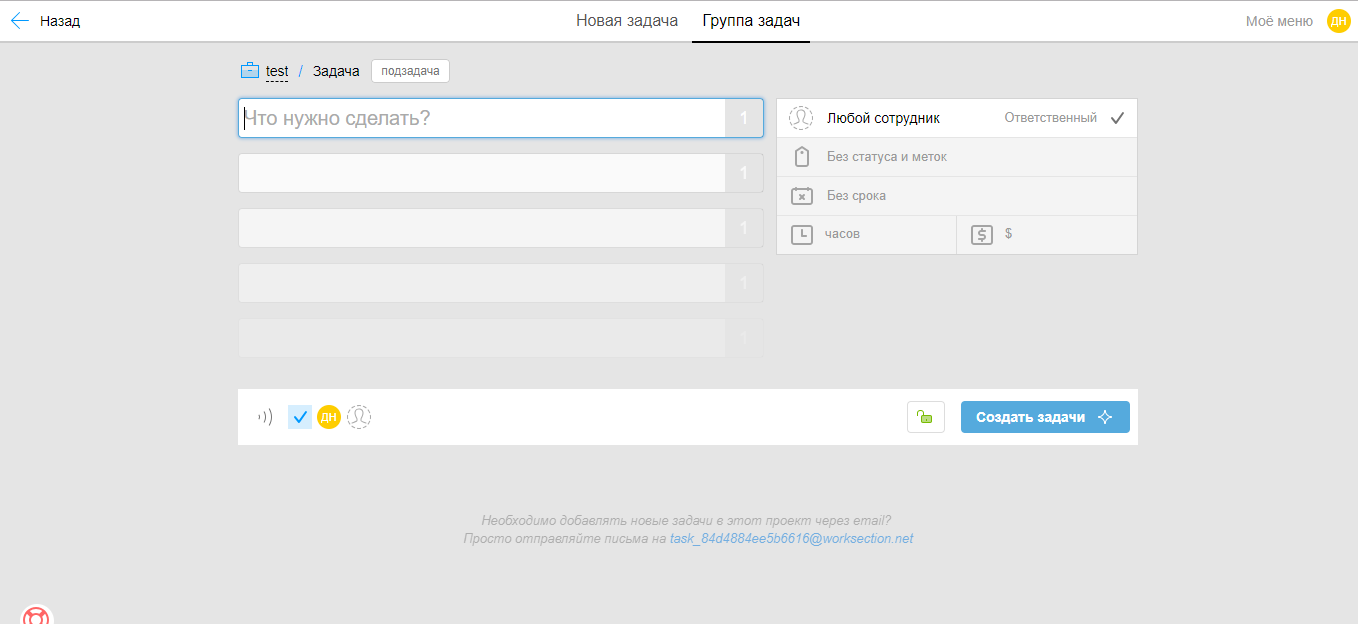 Назад
Новая задача
Группа задач
Моё меню
ДН
test / Задача
подзадача
Что нужно сделать?
1
1
1
1
1
Любой сотрудник
Ответственный
Без статуса и меток
Без срока
часов
$
$
ДН
Создать задачи
Необходимо добавлять новые задачи в этот проект через email?
Просто отправляйте письма на task_84d4884ee5b6616@worksection.net